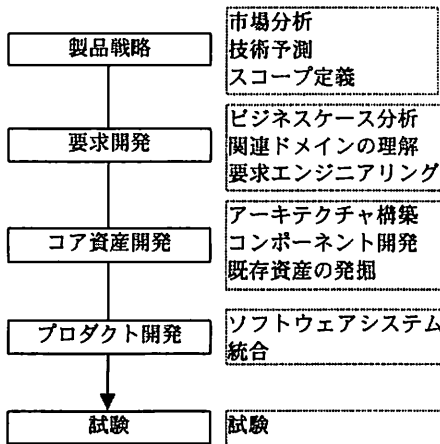 製品戦略
市場分析
技術予測
スコープ定義
要求開発
ビジネスケース分析
関連ドメインの理解
要求エンジニアリング
コア資産開発
アーキテクチャ構築
コンポーネント開発
既存資産の発掘
プロダクト開発
ソフトウェアシステム
統合
試験
試験